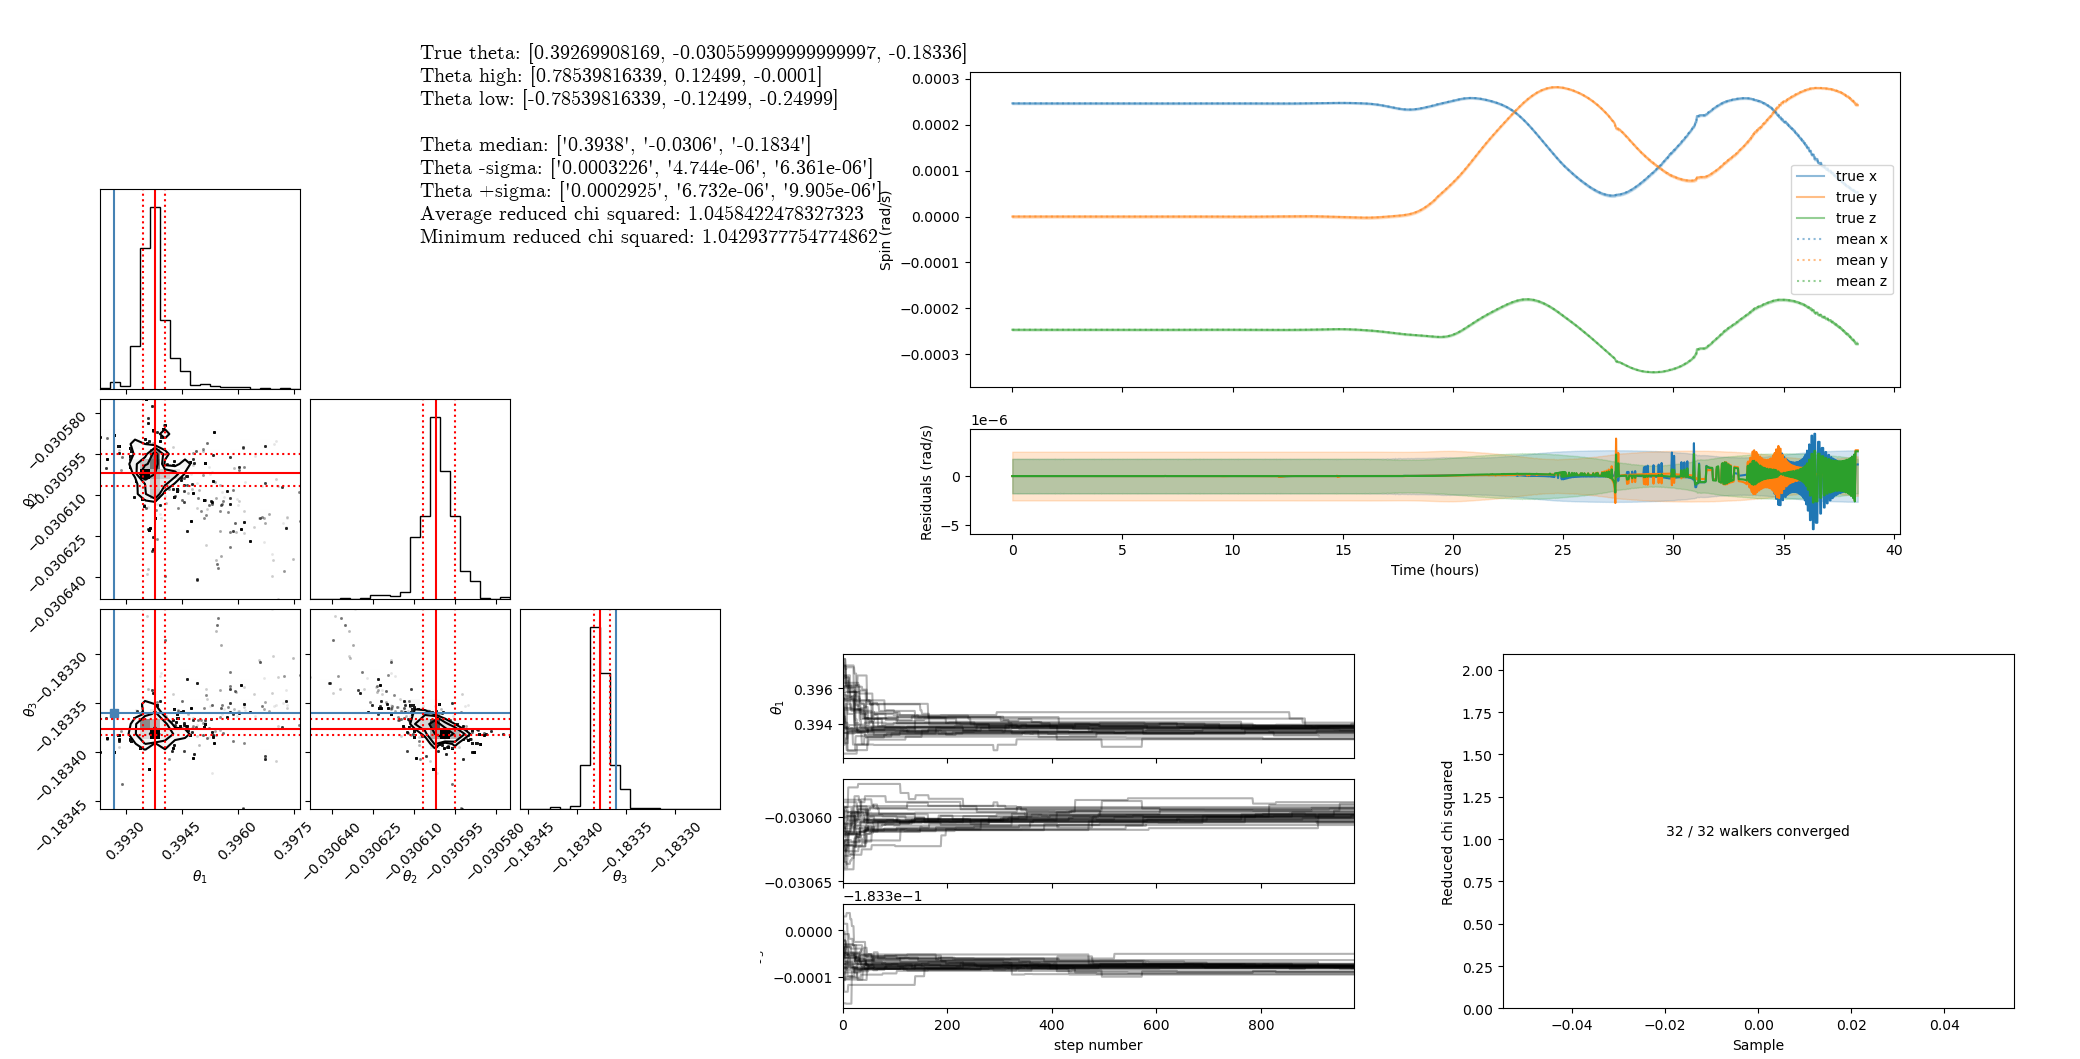 True theta: [0.39269908169, -0.030559999999999997, -0.18336]
Theta high: [0.78539816339, 0.12499, -0.0001]
Theta low: [-0.78539816339, -0.12499, -0.24999]
Theta median: ['0.3938', '-0.0306', '-0.1834']
Theta -sigma: ['0.0003226', '4.744e-06', '6.361e-06']
Theta +sigma: ['0.0002925', '6.732e-06', '9.905e-06']
Average reduced chi squared: 1.0458422478327323
Minimum reduced chi squared: 1.0429377754774862
0.0003
0.0002
0.0001
0.0000
−0.0001
−0.0002
−0.0003
Spin (rad/s)
true x
true y
true z
mean x
mean y
mean z
1e−6
0
−5
Residuals (rad/s)
0
5
10
15
20
25
30
35
40
Time (hours)
−0.030580
−0.030595
−0.030610
−0.030625
−0.030640
θ2
−0.18330
−0.18335
−0.18340
−0.18345
θ3
0.3930
0.3945
0.3960
0.3975
θ1
−0.030640
−0.030625
−0.030610
−0.030595
−0.030580
θ2
−0.18345
−0.18340
−0.18335
−0.18330
θ3
0.396
0.394
θ1
−0.03060
−0.03065
−1.833e−1
0.0000
−0.0001
0
200
400
600
800
step number
2.00
1.75
1.50
1.25
1.00
0.75
0.50
0.25
0.00
Reduced chi squared
32 / 32 walkers converged
−0.04
−0.02
0.00
0.02
0.04
Sample